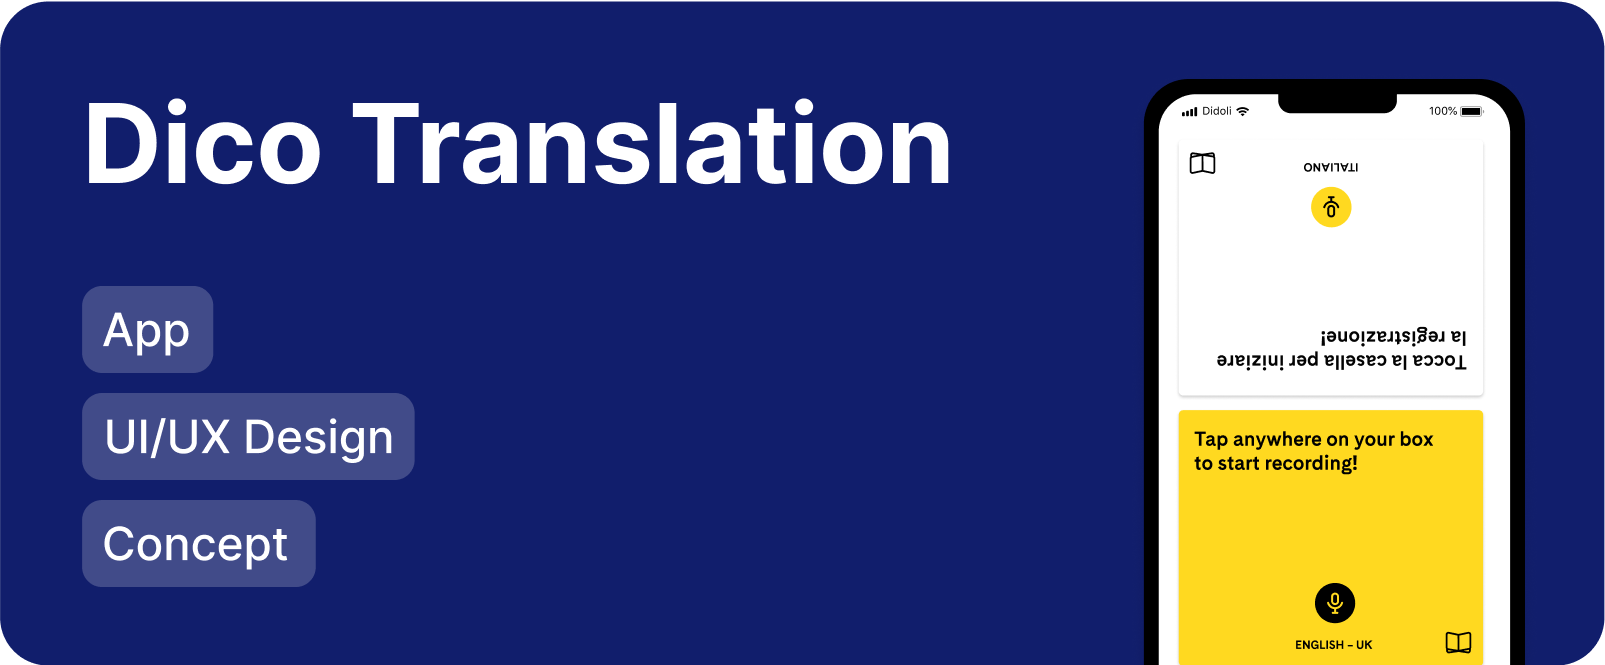 Dico Translation
App
UI/UX Design
Concept
Didoli
100%
ITALIANO
Tocca la casella per iniziare
la registrazione!
Tap anywhere on your box
to start recording!
ENGLISH – UK